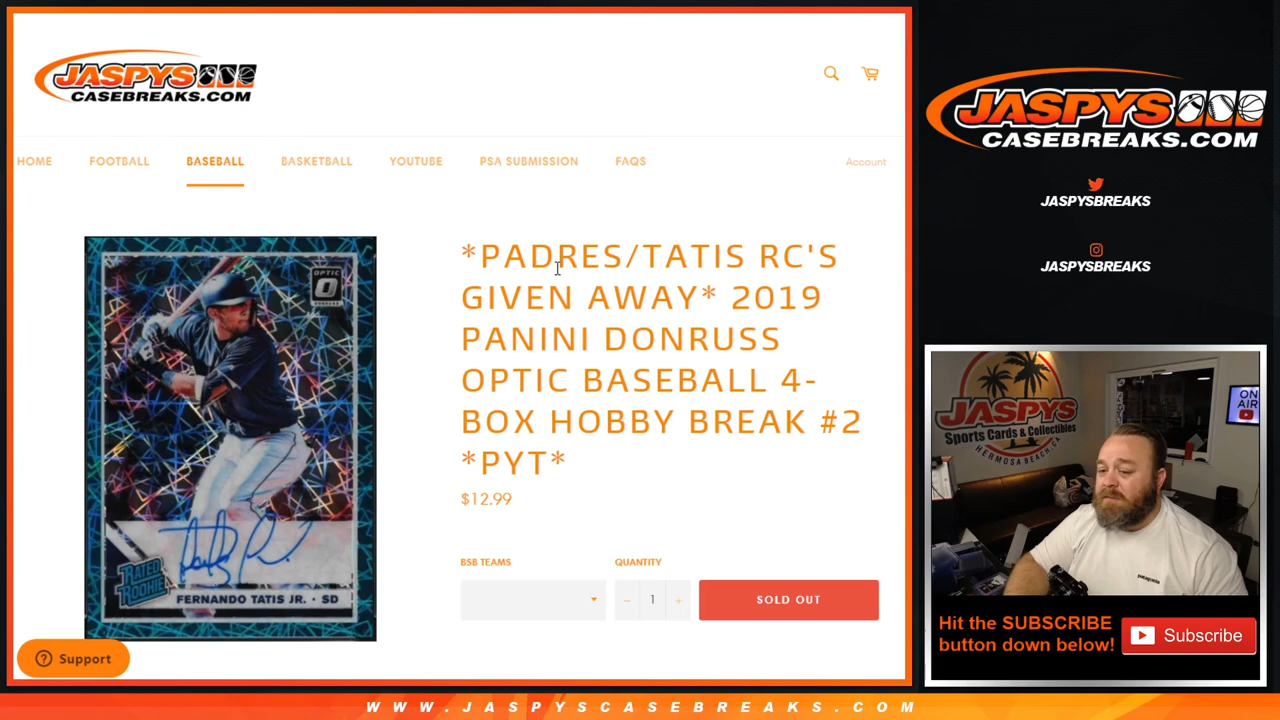 JASPYS
CASEBREAKS.COM
HOME FOOTBALL BASEBALL BASKETBALL YOUTUBE PSA SUBMISSION FAQS Account
*PADRES/TATIS RC'S
GIVEN AWAY* 2019
PANINI DONRUSS
OPTIC BASEBALL 4-
BOX HOBBY BREAK #2
*PYT*
$12.99
BSB TEAMS QUANTITY
− 1 + SOLD OUT
OPTIC
RATED
ROOKIE
FERNANDO TATIS JR. • SD
Support
JASPYS
CASEBREAKS.COM
JASPYSBREAKS
JASPYSBREAKS
JASPYS
Sports Cards & Collectibles
HERMOSA BEACH, CA
ON
AIR
patagonia
Hit the SUBSCRIBE
button down below!
Subscribe
WWW.JASPYSCASEBREAKS.COM